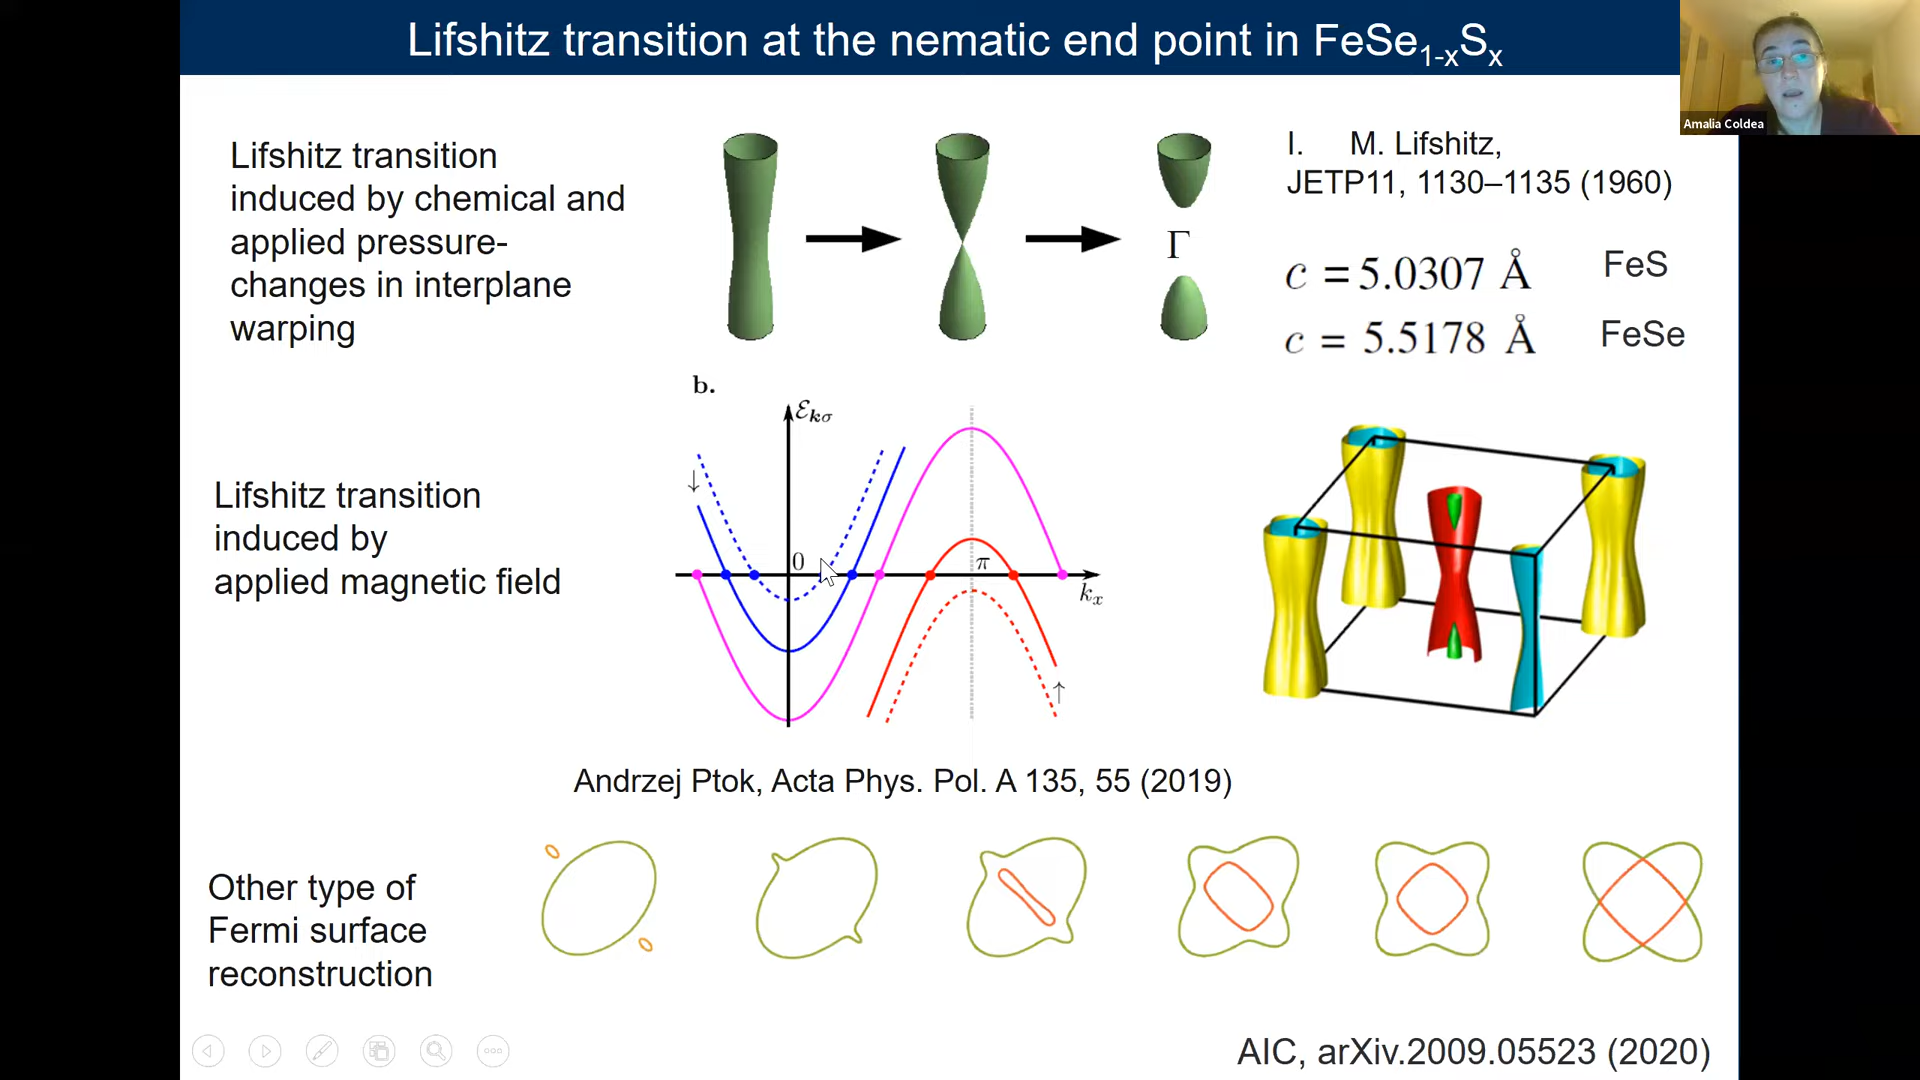 Lifshitz transition at the nematic end point in FeSe1-xSx
Amalia Coldea
Lifshitz transition
induced by chemical and
applied pressure-
changes in interplane
warping
Γ
I. M. Lifshitz,
JETP11, 1130–1135 (1960)
c = 5.0307 Å FeS
c = 5.5178 Å FeSe
b.
Lifshitz transition
induced by
applied magnetic field
ℰkσ
↓
0
π
kx
↑
Andrzej Ptok, Acta Phys. Pol. A 135, 55 (2019)
Other type of
Fermi surface
reconstruction
AIC, arXiv.2009.05523 (2020)